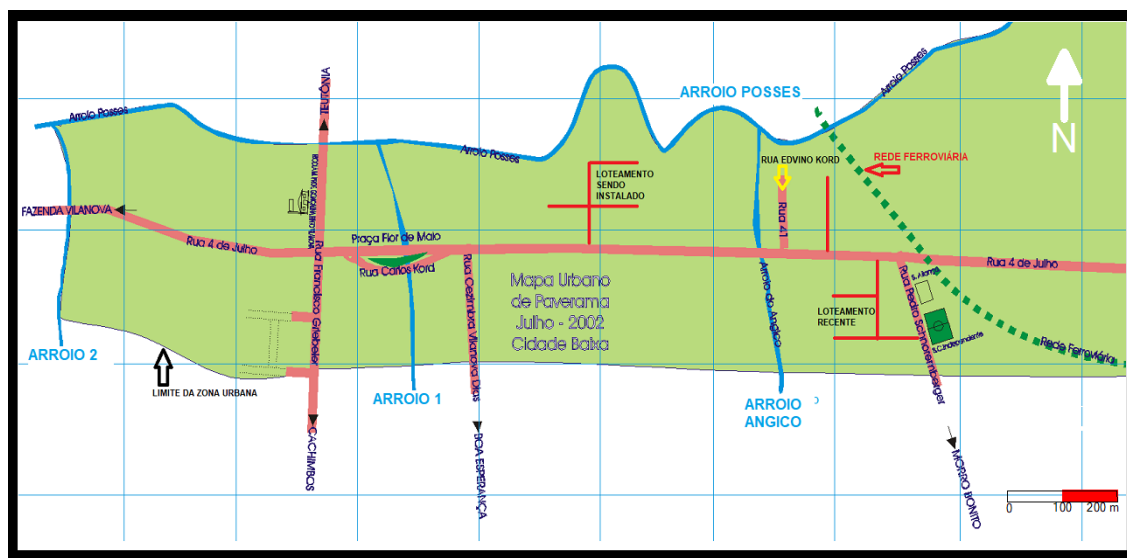 TEUTÔNIA
Arroio Posses
ARROIO POSSES
Arroio Posses
N
Arroio Posses
RUA EDVINO KORD
REDE FERROVIÁRIA
LOTEAMENTO
SENDO
INSTALADO
FAZENDA VILANOVA
Rua 4 de Julho
Praça Flor de Maio
Rua Carlos Kord
Rua 41
Rua 4 de Julho
Rua Francisco Griebeler
Rua Cezimbra Vilanova Dias
Mapa Urbano
de Paverama
Julho - 2002
Cidade Baixa
Arroio do Angico
Rua Pedro Schnorernberger
S. Aliança
S.C.Independente
LOTEAMENTO
RECENTE
Rede Ferroviária
ARROIO 2
LIMITE DA ZONA URBANA
ARROIO 1
ARROIO
ANGICO
CACHIMBOS
BOA ESPERANÇA
MORRO BONITO
0 100 200 m